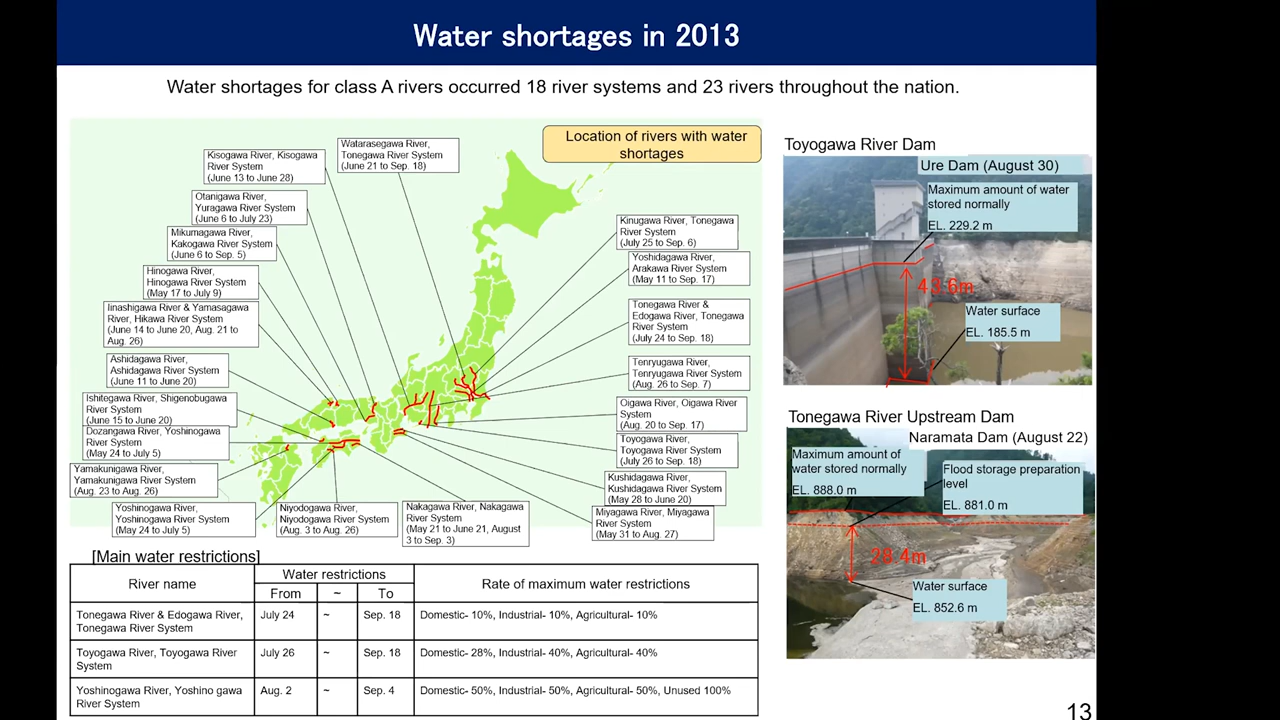 Water shortages in 2013
Water shortages for class A rivers occurred 18 river systems and 23 rivers throughout the nation.
Location of rivers with water
shortages
Watarasegawa River,
Tonegawa River System
(June 21 to Sep. 18)
Kisogawa River, Kisogawa
River System
(June 13 to June 28)
Otanigawa River,
Yuragawa River System
(June 6 to July 23)
Mikumagawa River,
Kakogawa River System
(June 6 to Sep. 5)
Hinogawa River,
Hinogawa River System
(May 17 to July 9)
Iinashigawa River & Yamasagawa
River, Hikawa River System
(June 14 to June 20, Aug. 21 to
Aug. 26)
Ashidagawa River,
Ashidagawa River System
(June 11 to June 20)
Ishitegawa River, Shigenobugawa
River System
(June 15 to June 20)
Dozangawa River, Yoshinogawa
River System
(May 24 to July 5)
Yamakunigawa River,
Yamakunigawa River System
(Aug. 23 to Aug. 26)
Yoshinogawa River,
Yoshinogawa River System
(May 24 to July 5)
Niyodogawa River,
Niyodogawa River System
(Aug. 3 to Aug. 26)
Nakagawa River, Nakagawa
River System
(May 21 to June 21, August
3 to Sep. 3)
Kinugawa River, Tonegawa
River System
(July 25 to Sep. 6)
Yoshidagawa River,
Arakawa River System
(May 11 to Sep. 17)
Tonegawa River &
Edogawa River, Tonegawa
River System
(July 24 to Sep. 18)
Tenryugawa River,
Tenryugawa River System
(Aug. 26 to Sep. 7)
Oigawa River, Oigawa River
System
(Aug. 20 to Sep. 17)
Toyogawa River,
Toyogawa River System
(July 26 to Sep. 18)
Kushidagawa River,
Kushidagawa River System
(May 28 to June 20)
Miyagawa River, Miyagawa
River System
(May 31 to Aug. 27)
Toyogawa River Dam
Ure Dam (August 30)
Maximum amount of water
stored normally
EL. 229.2 m
43.6m
Water surface
EL. 185.5 m
Tonegawa River Upstream Dam
Naramata Dam (August 22)
Maximum amount of
water stored normally
EL. 888.0 m
Flood storage preparation
level
EL. 881.0 m
28.4m
Water surface
EL. 852.6 m
[Main water restrictions]
River name
Water restrictions
From ~ To
Rate of maximum water restrictions
Tonegawa River & Edogawa River,
Tonegawa River System
July 24 ~ Sep. 18
Domestic- 10%, Industrial- 10%, Agricultural- 10%
Toyogawa River, Toyogawa River
System
July 26 ~ Sep. 18
Domestic- 28%, Industrial- 40%, Agricultural- 40%
Yoshinogawa River, Yoshino gawa
River System
Aug. 2 ~ Sep. 4
Domestic- 50%, Industrial- 50%, Agricultural- 50%, Unused 100%
13